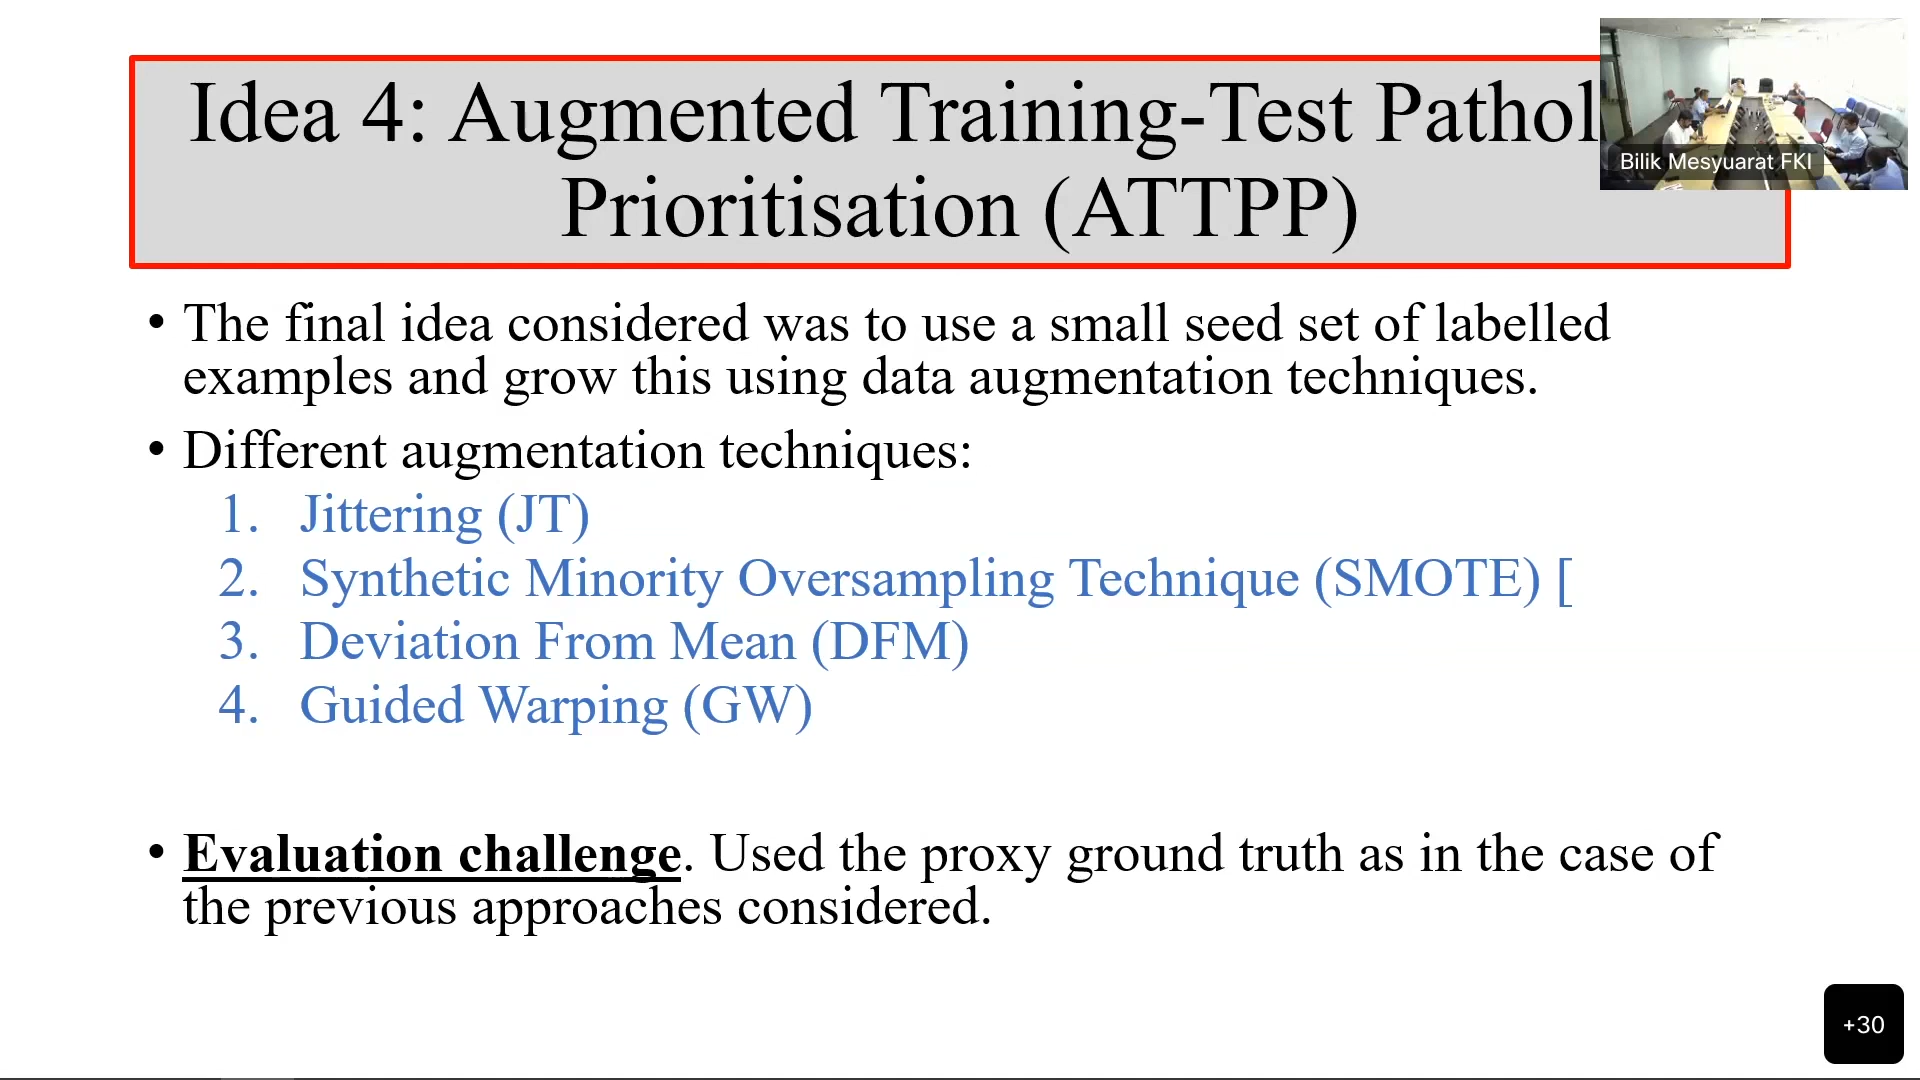 Idea 4: Augmented Training-Test
Prioritisation (ATTPP)
Bilik Mesyuarat FKI
• The final idea considered was to use a small seed set of labelled
examples and grow this using data augmentation techniques.
• Different augmentation techniques:
1. Jittering (JT)
2. Synthetic Minority Oversampling Technique (SMOTE) [
3. Deviation From Mean (DFM)
4. Guided Warping (GW)
• Evaluation challenge. Used the proxy ground truth as in the case of
the previous approaches considered.
+30